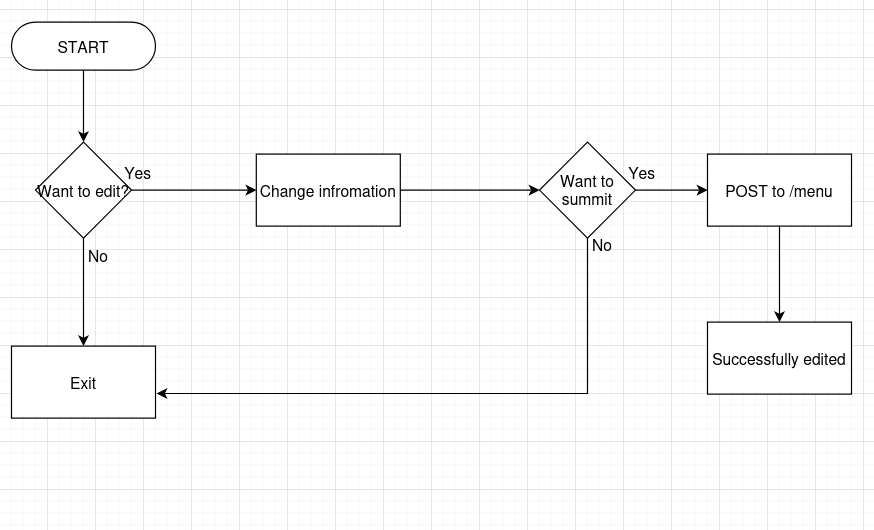 START
Want to edit?
Yes
Change infromation
Want to
summit
Yes
POST to /menu
No
No
Successfully edited
Exit